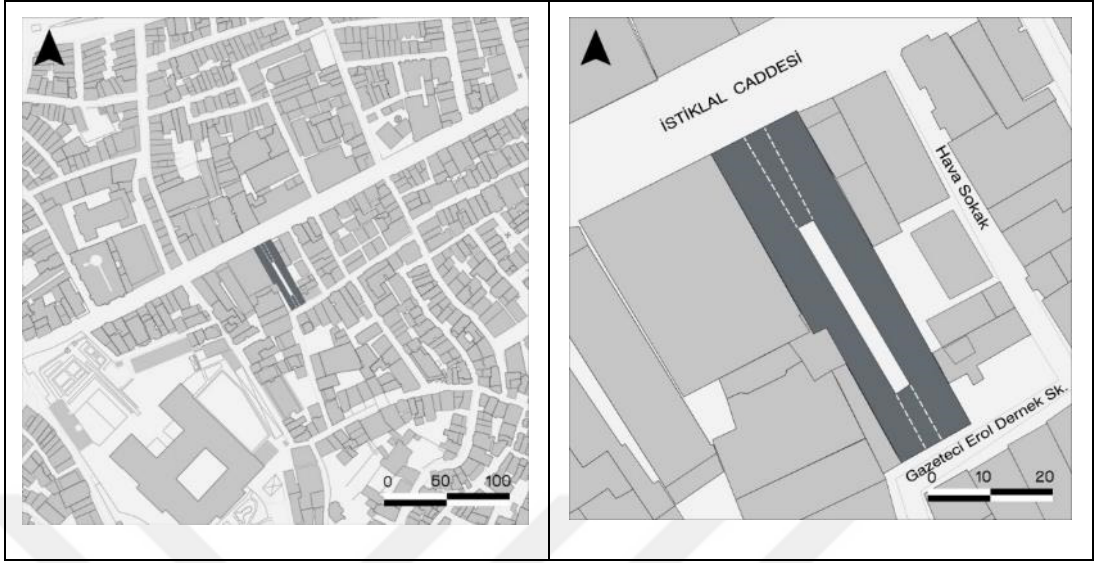 0 50 100
İSTİKLAL CADDESİ
Hava Sokak
Gazeteci Erol Dernek Sk.
0 10 20